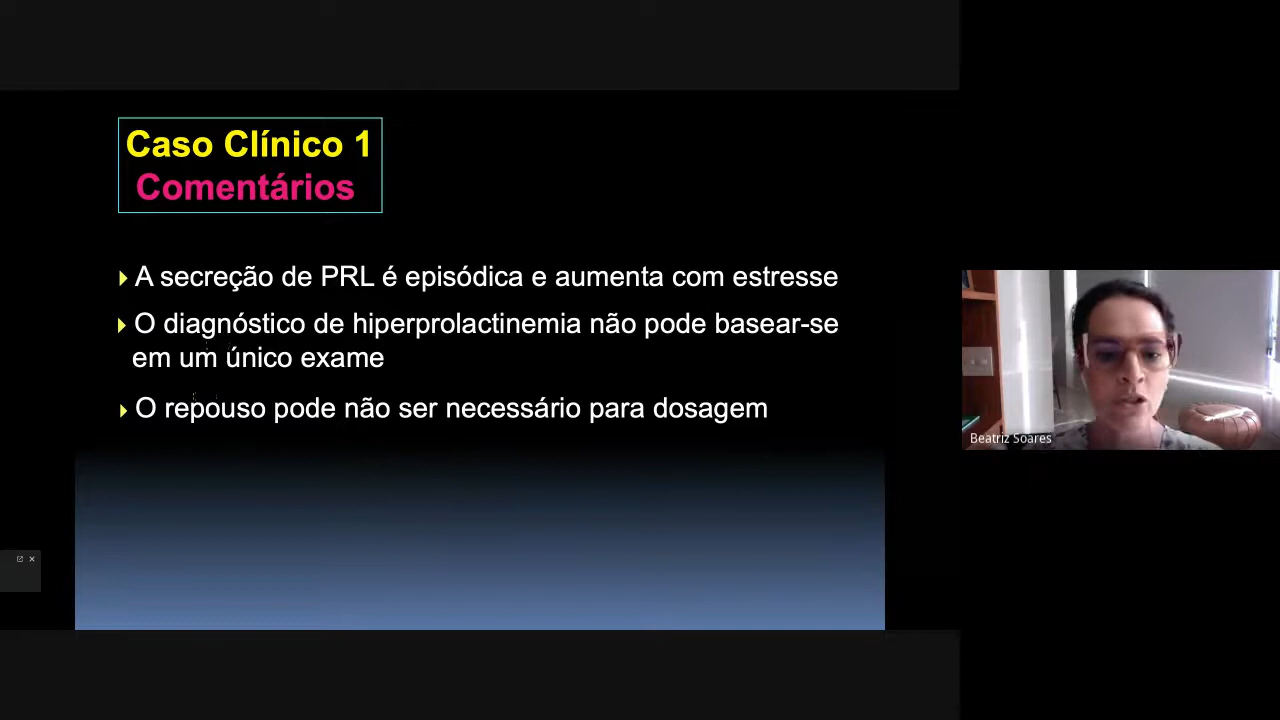 Caso Clínico 1
Comentários
A secreção de PRL é episódica e aumenta com estresse
O diagnóstico de hiperprolactinemia não pode basear-se
em um único exame
O repouso pode não ser necessário para dosagem
Beatriz Soares